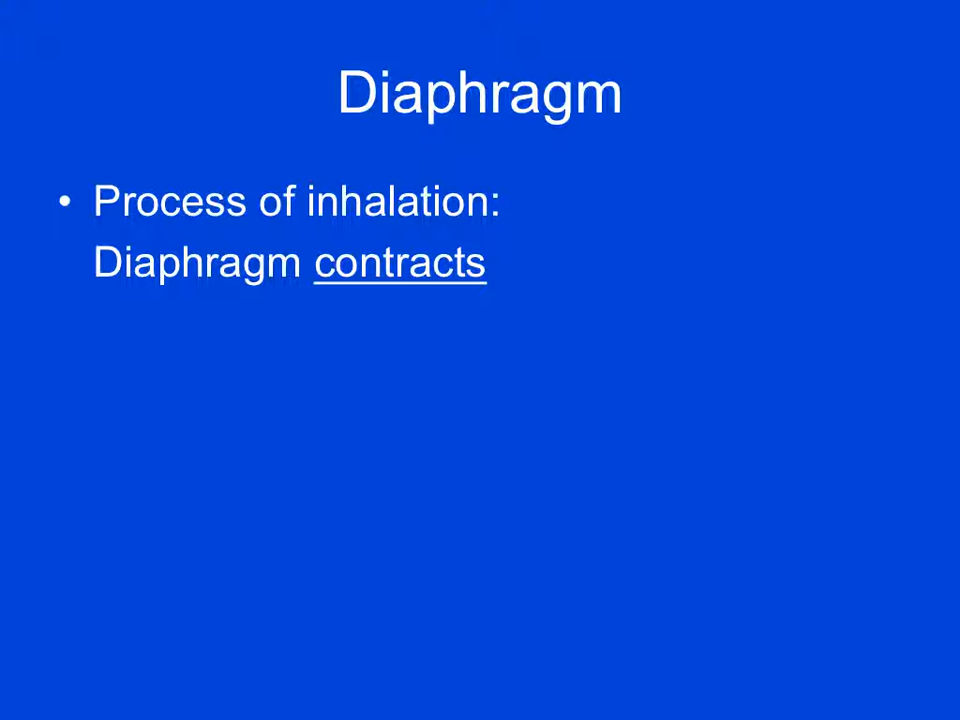 Diaphragm
• Process of inhalation:
Diaphragm contracts